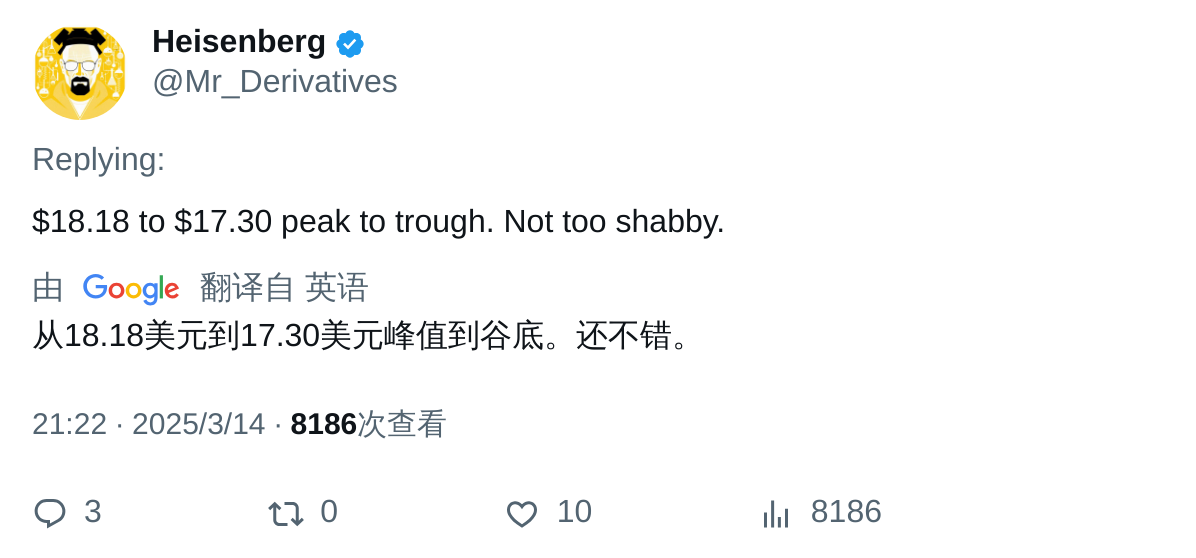 Heisenberg
@Mr_Derivatives
Replying:
$18.18 to $17.30 peak to trough. Not too shabby.
由 Google 翻译自 英语
从18.18美元到17.30美元峰值到谷底。还不错。
21:22 · 2025/3/14 · 8186次查看
3 0 10 8186